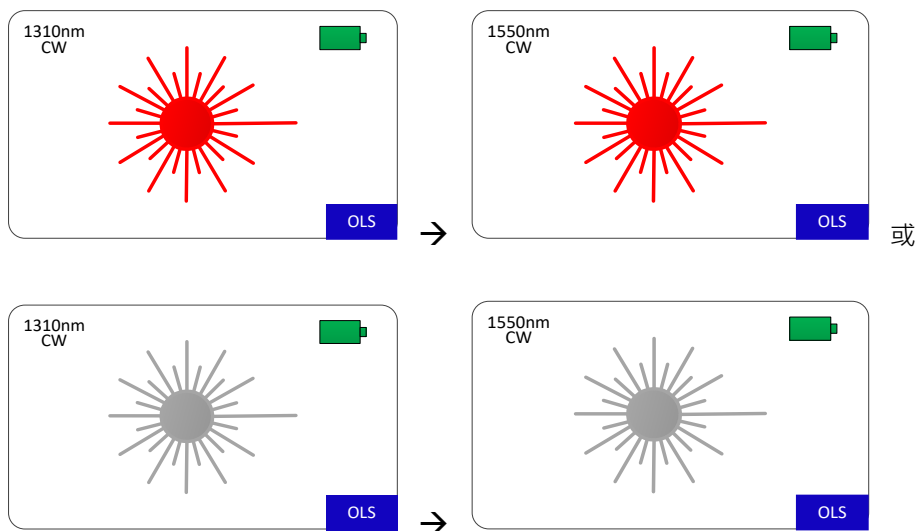 1310nm
CW
OLS
→
1550nm
CW
OLS
或
1310nm
CW
OLS
→
1550nm
CW
OLS